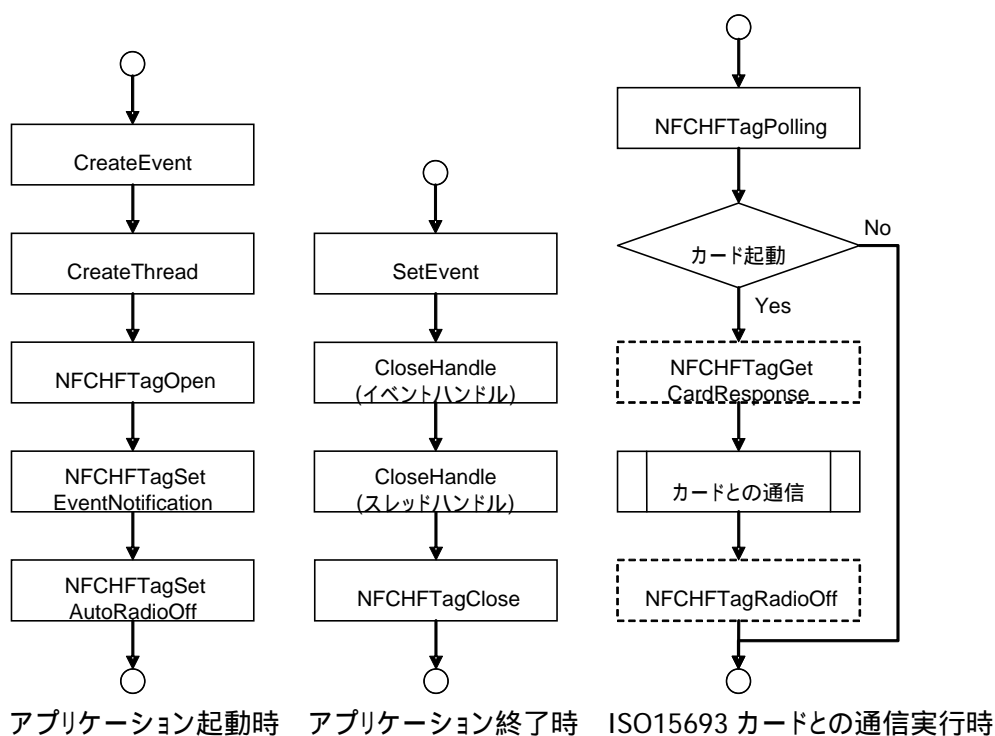 CreateEvent
CreateThread
NFCHFTagOpen
NFCHFTagSet
EventNotification
NFCHFTagSet
AutoRadioOff
アプリケーション起動時
SetEvent
CloseHandle
(イベントハンドル)
CloseHandle
(スレッドハンドル)
NFCHFTagClose
アプリケーション終了時
NFCHFTagPolling
カード起動
No
Yes
NFCHFTagGet
CardResponse
カードとの通信
NFCHFTagRadioOff
ISO15693 カードとの通信実行時